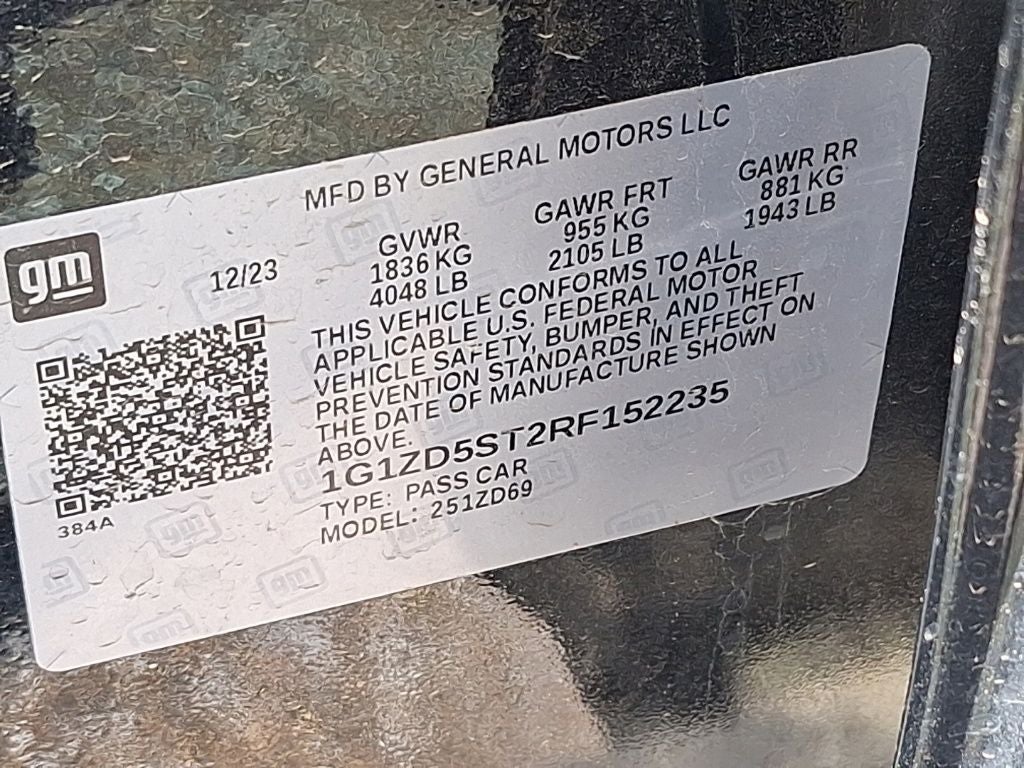 MFD BY GENERAL MOTORS LLC
gm
12/23
GVWR
1836 KG
4048 LB
GAWR FRT
955 KG
2105 LB
GAWR RR
881 KG
1943 LB
THIS VEHICLE CONFORMS TO ALL
APPLICABLE U.S. FEDERAL MOTOR
VEHICLE SAFETY, BUMPER, AND THEFT
PREVENTION STANDARDS IN EFFECT ON
THE DATE OF MANUFACTURE SHOWN
ABOVE.
1G1ZD5ST2RF152235
TYPE: PASS CAR
MODEL: 251ZD69
384A